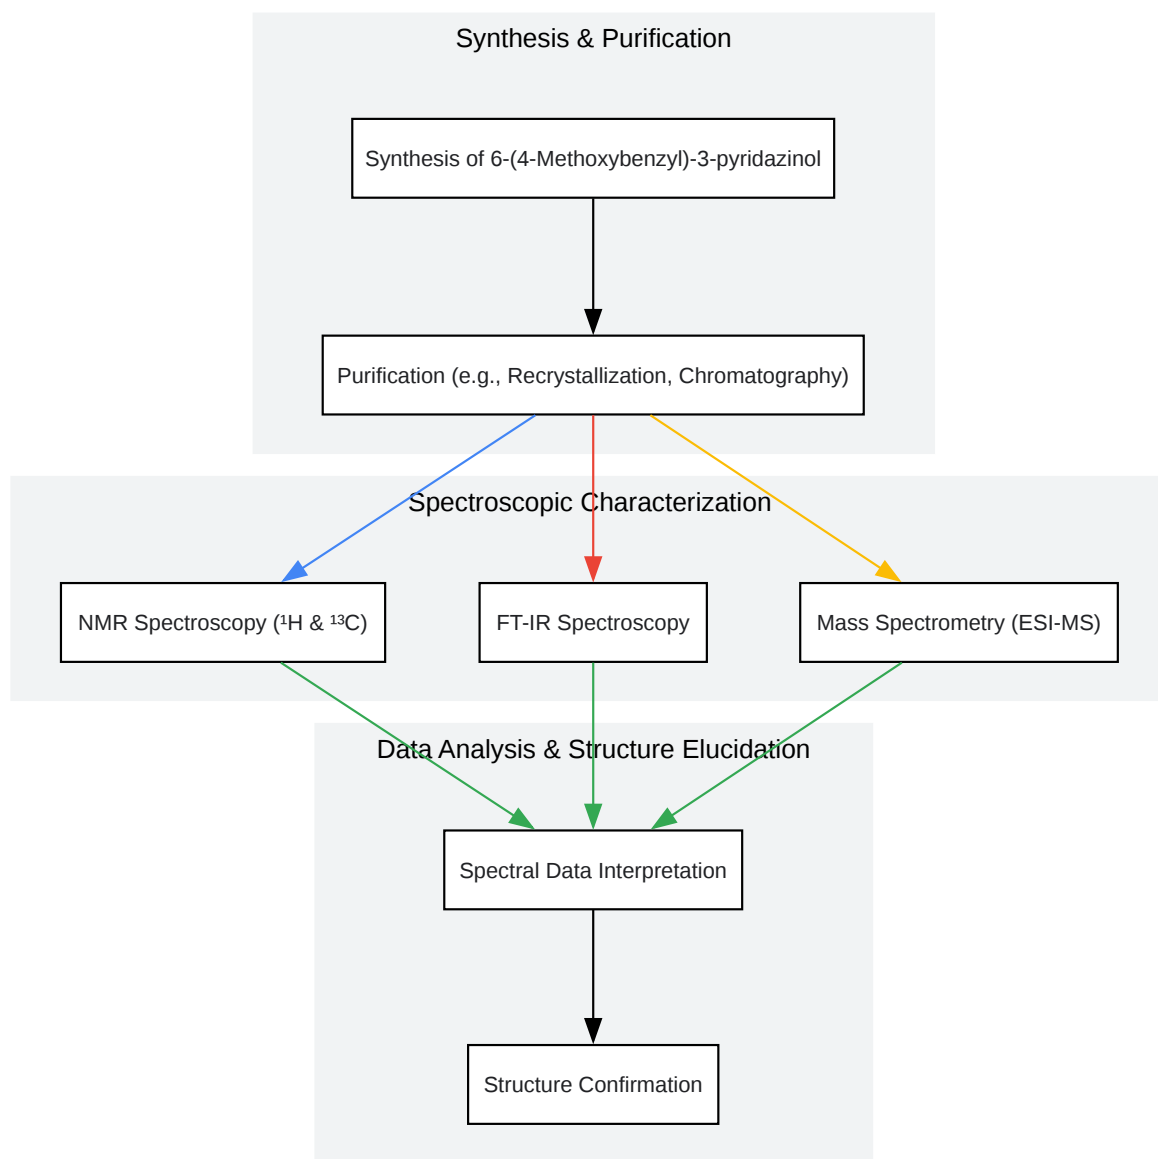 Synthesis & Purification
Synthesis of 6-(4-Methoxybenzyl)-3-pyridazinol
Purification (e.g., Recrystallization, Chromatography)
Spectroscopic Characterization
NMR Spectroscopy (¹H & ¹³C)
FT-IR Spectroscopy
Mass Spectrometry (ESI-MS)
Data Analysis & Structure Elucidation
Spectral Data Interpretation
Structure Confirmation